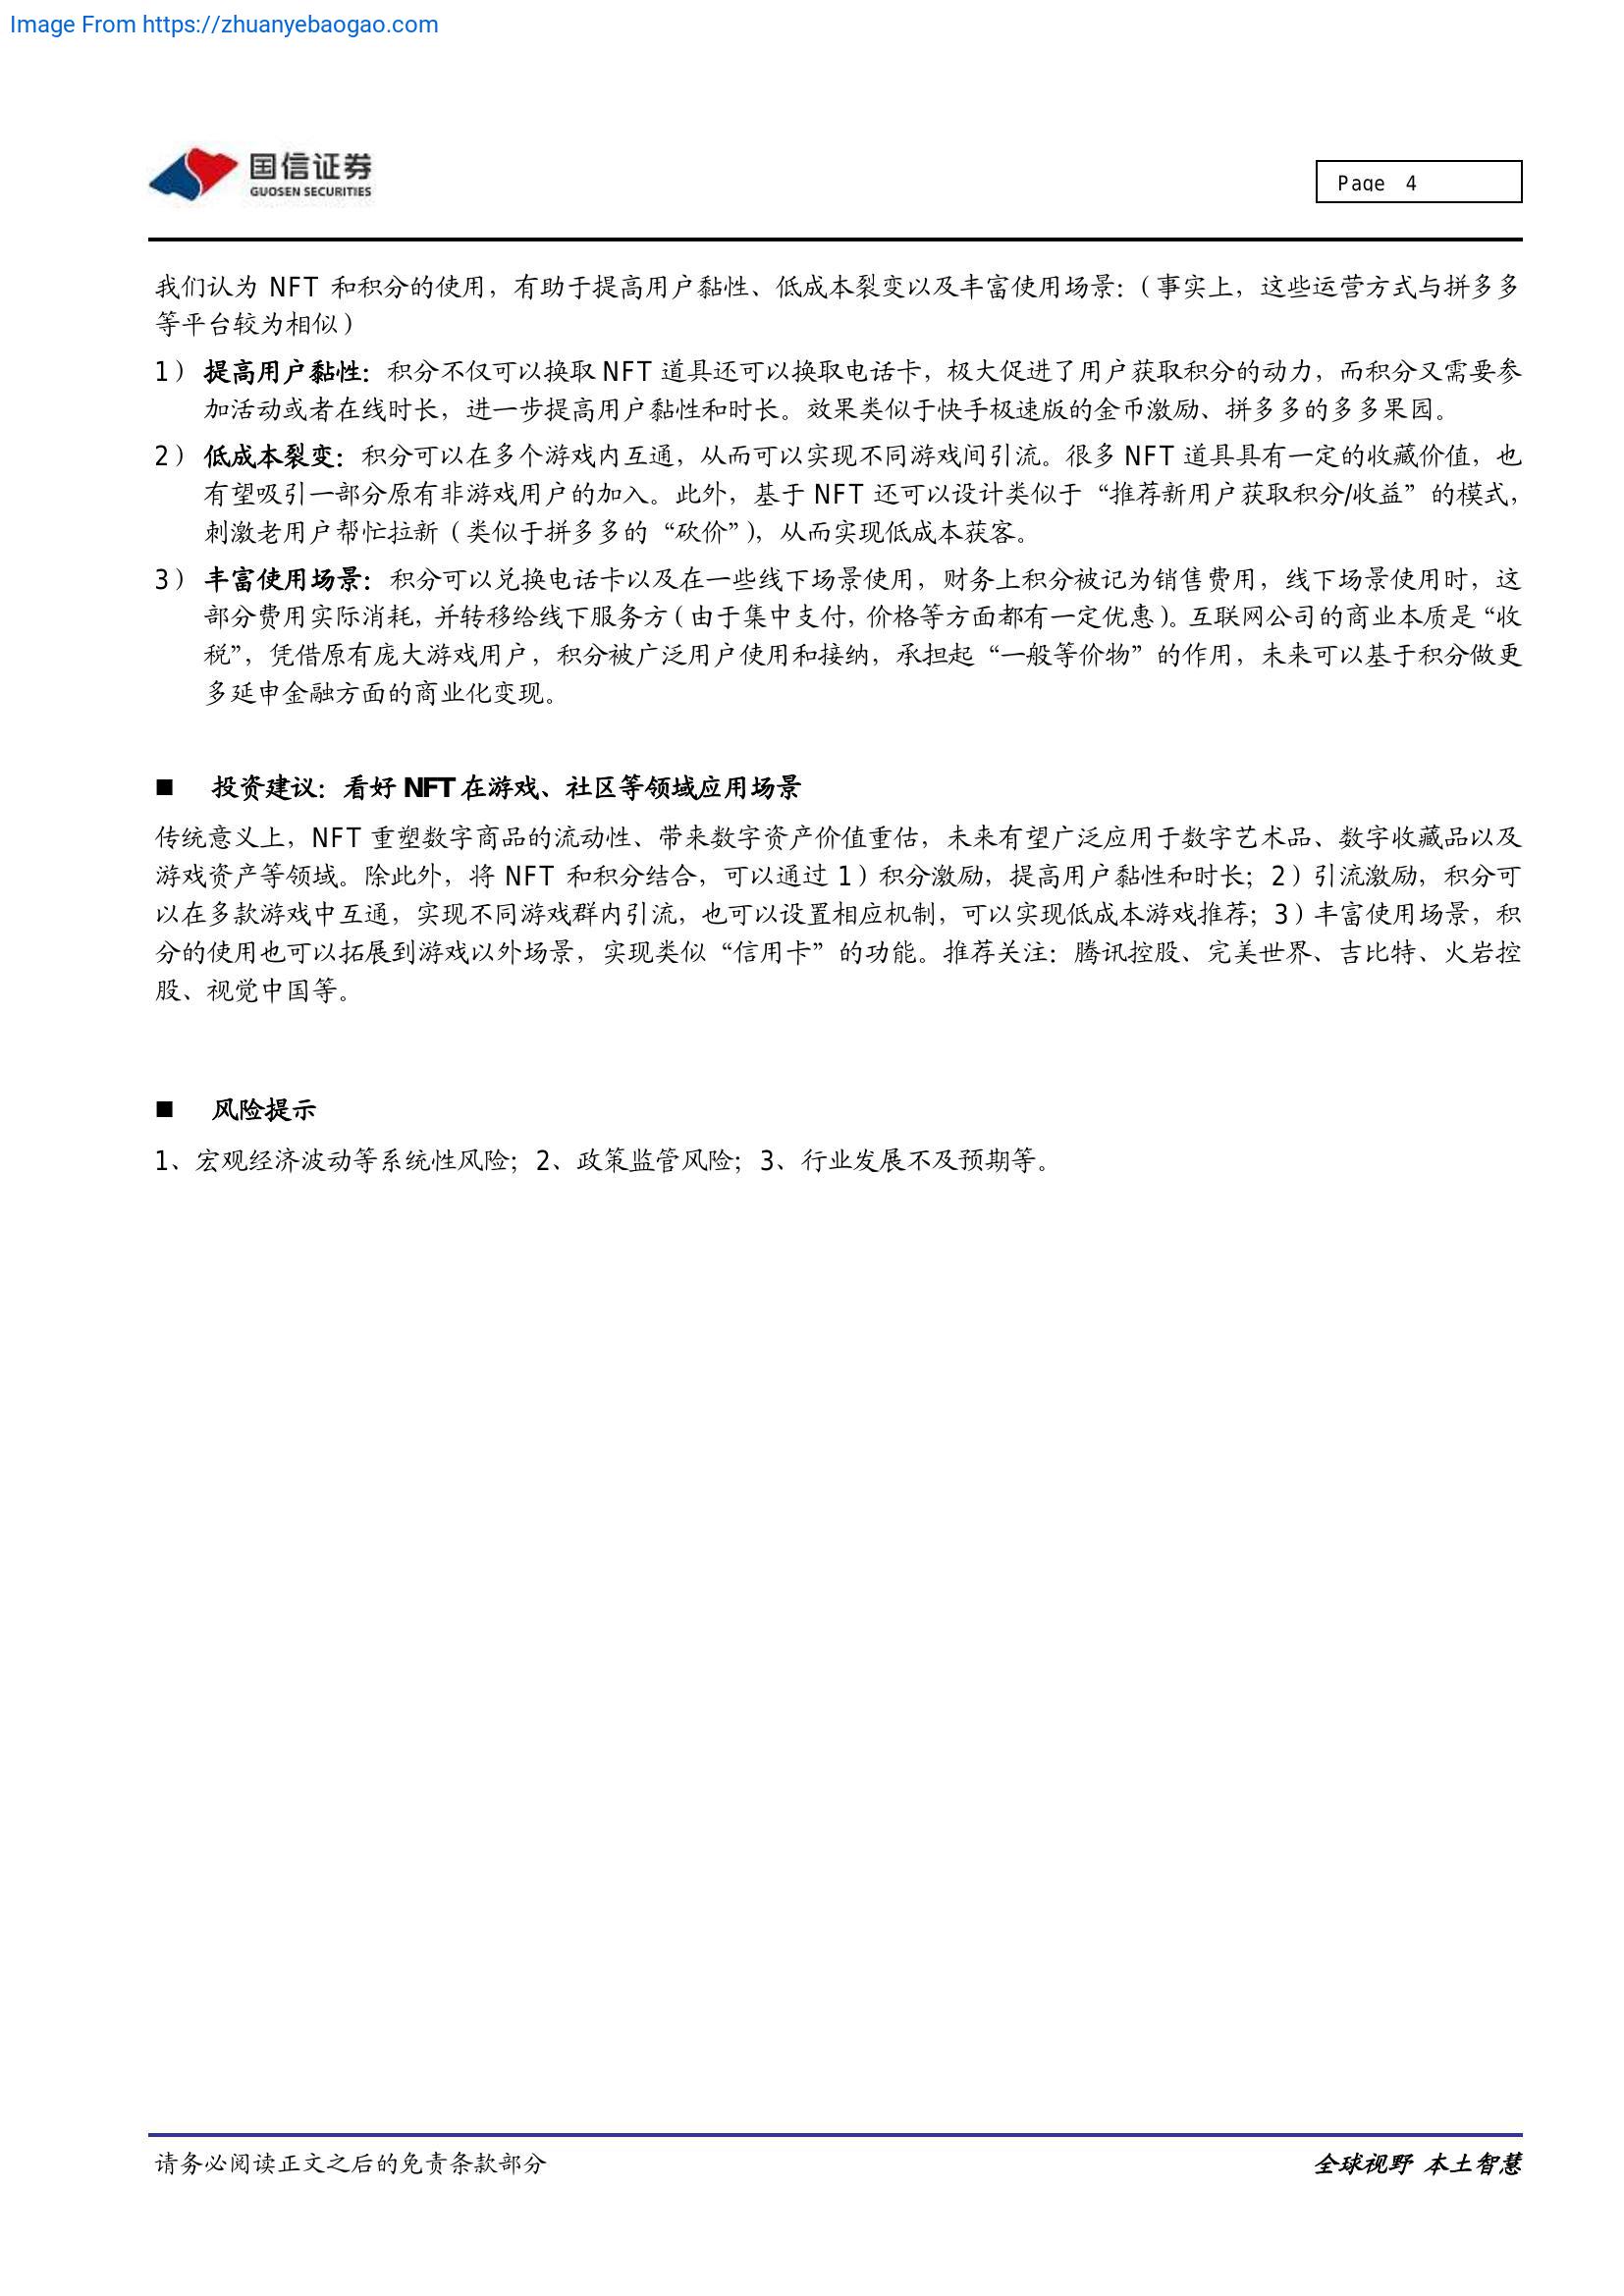 Image From https://zhuanyebaogao.com
国信证券
GUOSEN SECURITIES
Page 4
我们认为 NFT 和积分的使用，有助于提高用户黏性、低成本裂变以及丰富使用场景：（事实上，这些运营方式与拼多多
等平台较为相似）
1） 提高用户黏性：积分不仅可以换取 NFT 道具还可以换取电话卡，极大促进了用户获取积分的动力，而积分又需要参
加活动或者在线时长，进一步提高用户黏性和时长。效果类似于快手极速版的金币激励、拼多多的多多果园。
2） 低成本裂变：积分可以在多个游戏内互通，从而可以实现不同游戏间引流。很多 NFT 道具具有一定的收藏价值，也
有望吸引一部分原有非游戏用户的加入。此外，基于 NFT 还可以设计类似于“推荐新用户获取积分/收益”的模式，
刺激老用户帮忙拉新（类似于拼多多的“砍价”），从而实现低成本获客。
3） 丰富使用场景：积分可以兑换电话卡以及在一些线下场景使用，财务上积分被记为销售费用，线下场景使用时，这
部分费用实际消耗，并转移给线下服务方（由于集中支付，价格等方面都有一定优惠）。互联网公司的商业本质是“收
税”，凭借原有庞大游戏用户，积分被广泛用户使用和接纳，承担起“一般等价物”的作用，未来可以基于积分做更
多延申金融方面的商业化变现。
■ 投资建议：看好 NFT 在游戏、社区等领域应用场景
传统意义上，NFT 重塑数字商品的流动性、带来数字资产价值重估，未来有望广泛应用于数字艺术品、数字收藏品以及
游戏资产等领域。除此外，将 NFT 和积分结合，可以通过 1）积分激励，提高用户黏性和时长；2）引流激励，积分可
以在多款游戏中互通，实现不同游戏群内引流，也可以设置相应机制，可以实现低成本游戏推荐；3）丰富使用场景，积
分的使用也可以拓展到游戏以外场景，实现类似“信用卡”的功能。推荐关注：腾讯控股、完美世界、吉比特、火岩控
股、视觉中国等。
■ 风险提示
1、宏观经济波动等系统性风险；2、政策监管风险；3、行业发展不及预期等。
请务必阅读正文之后的免责条款部分
全球视野 本土智慧